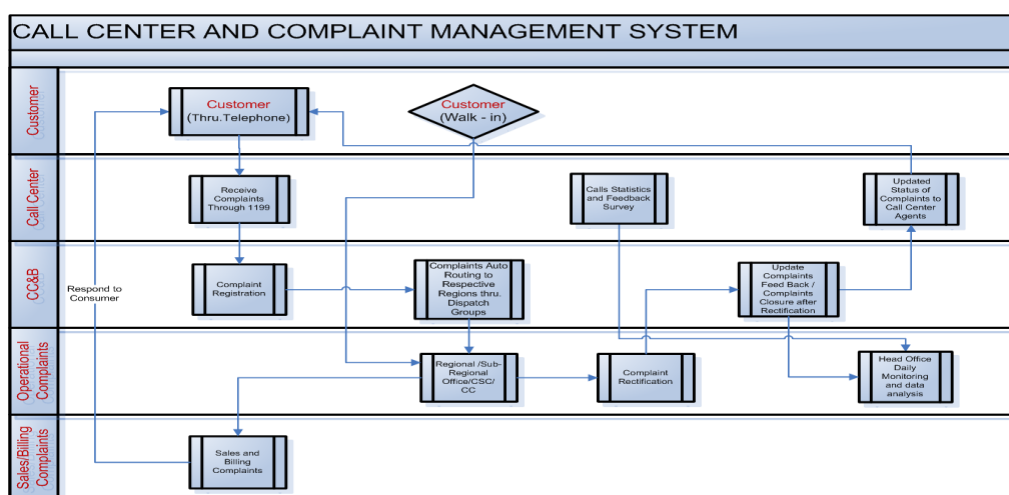 CALL CENTER AND COMPLAINT MANAGEMENT SYSTEM
Customer
Customer
(Thru.Telephone)
Customer
(Walk - in)
Call Center
Receive
Complaints
Through 1199
Calls Statistics
and Feedback
Survey
Updated
Status of
Complaints to
Call Center
Agents
CC&B
Respond to
Consumer
Complaint
Registration
Complaints Auto
Routing to
Respective
Regions thru.
Dispatch
Groups
Update
Complaints
Feed Back /
Complaints
Closure after
Rectification
Operational
Complaints
Regional /Sub-
Regional
Office/CSC/
CC
Complaint
Rectification
Head Office
Daily
Monitoring
and data
analysis
Sales/Billing
Complaints
Sales and
Billing
Complaints